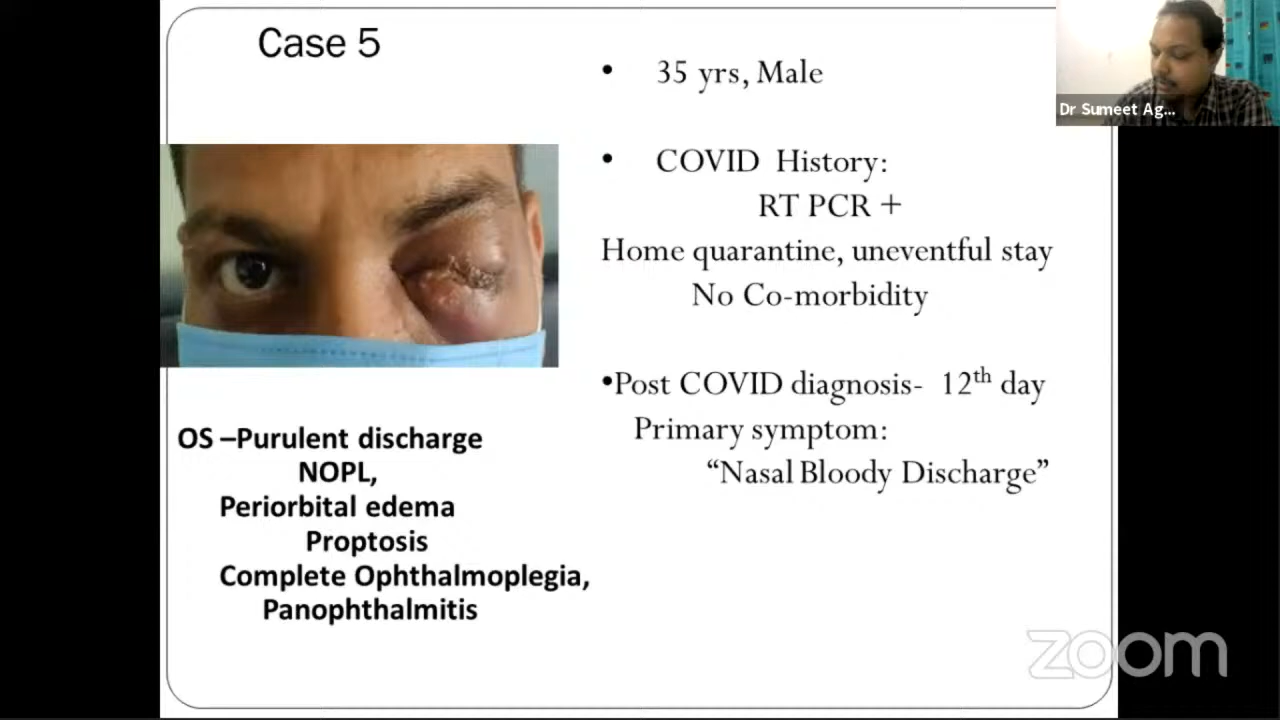 Case 5
35 yrs, Male
COVID History:
RT PCR +
Home quarantine, uneventful stay
No Co-morbidity
Post COVID diagnosis- 12th day
Primary symptom:
“Nasal Bloody Discharge”
OS –Purulent discharge
NOPL,
Periorbital edema
Proptosis
Complete Ophthalmoplegia,
Panophthalmitis
Dr Sumeet Ag...
zoom